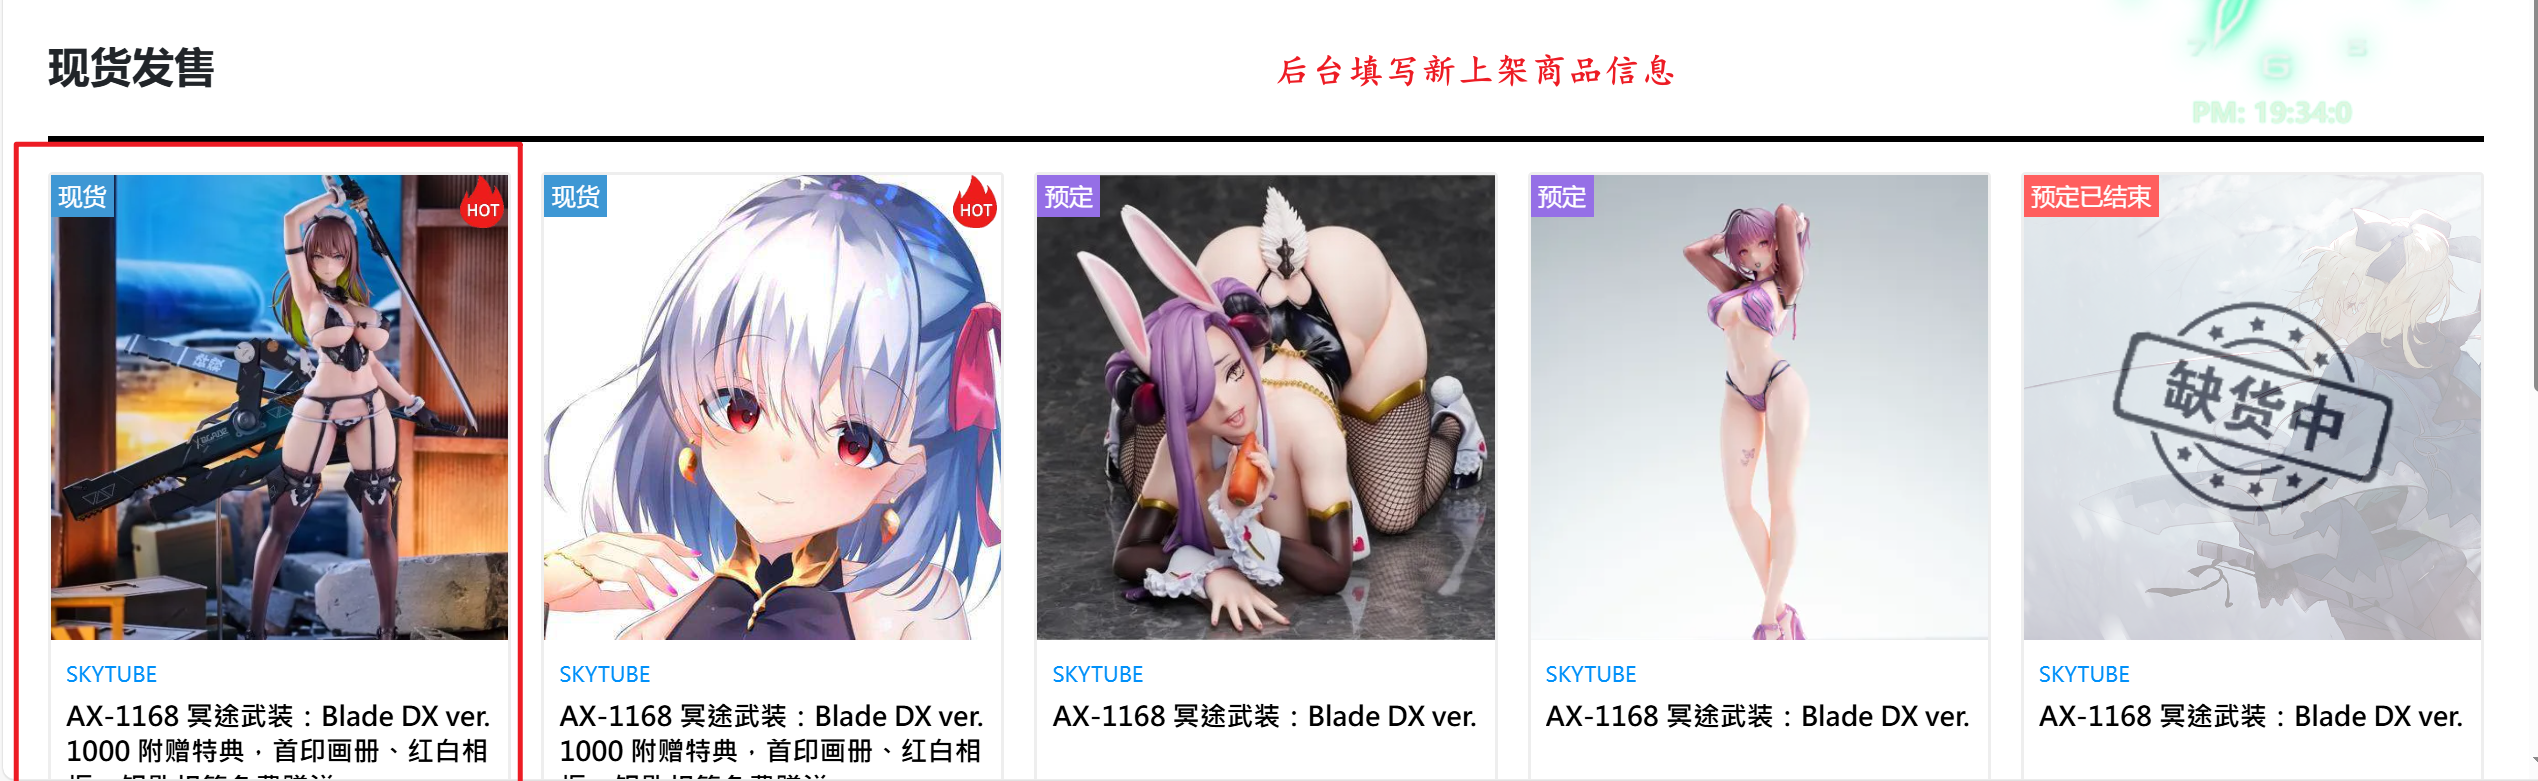 现货发售
后台填写新上架商品信息
7 6 5
PM: 19:34:0
现货
HOT
现货
HOT
预定
预定
预定已结束
缺货中
SKYTUBE
AX-1168 冥途武装：Blade DX ver.
1000 附赠特典，首印画册、红白相
SKYTUBE
AX-1168 冥途武装：Blade DX ver.
1000 附赠特典，首印画册、红白相
SKYTUBE
AX-1168 冥途武装：Blade DX ver.
SKYTUBE
AX-1168 冥途武装：Blade DX ver.
SKYTUBE
AX-1168 冥途武装：Blade DX ver.